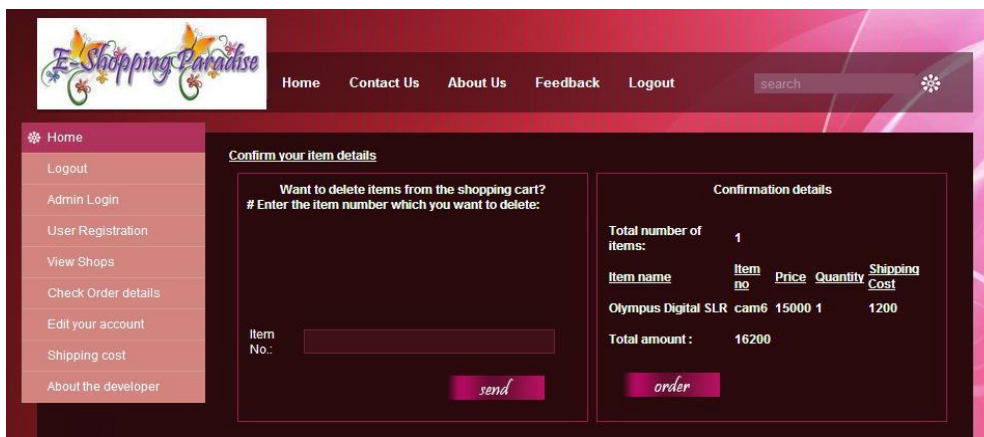 E-Shopping Paradise
Home Contact Us About Us Feedback Logout search
Home
Logout
Admin Login
User Registration
View Shops
Check Order details
Edit your account
Shipping cost
About the developer
Confirm your item details
Want to delete items from the shopping cart?
# Enter the item number which you want to delete:
Item
No.:
send
Confirmation details
Total number of
items: 1
Item name Item no Price Quantity Shipping Cost
Olympus Digital SLR cam6 15000 1 1200
Total amount : 16200
order